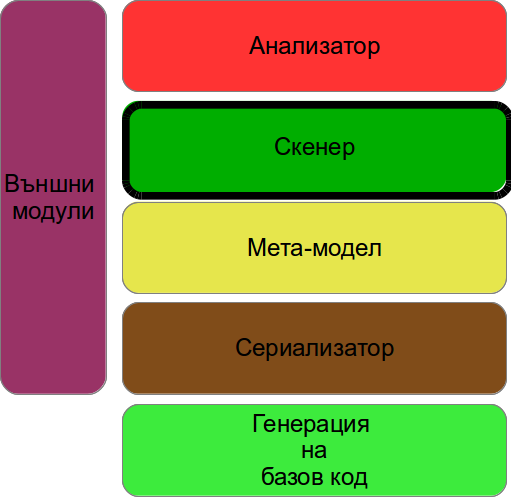 Външни
модули
Анализатор
Скенер
Мета-модел
Сериализатор
Генерация
на
базов код